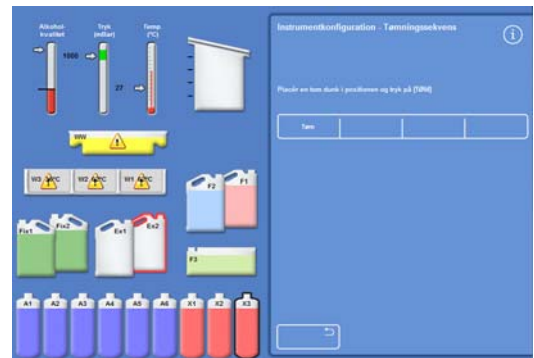 Alkohol-
kvalitet
Tryk
(mBar)
Temp
(°C)
1000
27
WW
W3
°C
W2
°C
W1
°C
F2
F1
Fix1
Fix2
Ex1
Ex2
F3
A1
A2
A3
A4
A5
A6
X1
X2
X3
Instrumentkonfiguration - Tømningssekvens
i
Placér en tom dunk i positionen og tryk på [TØM]
Tøm